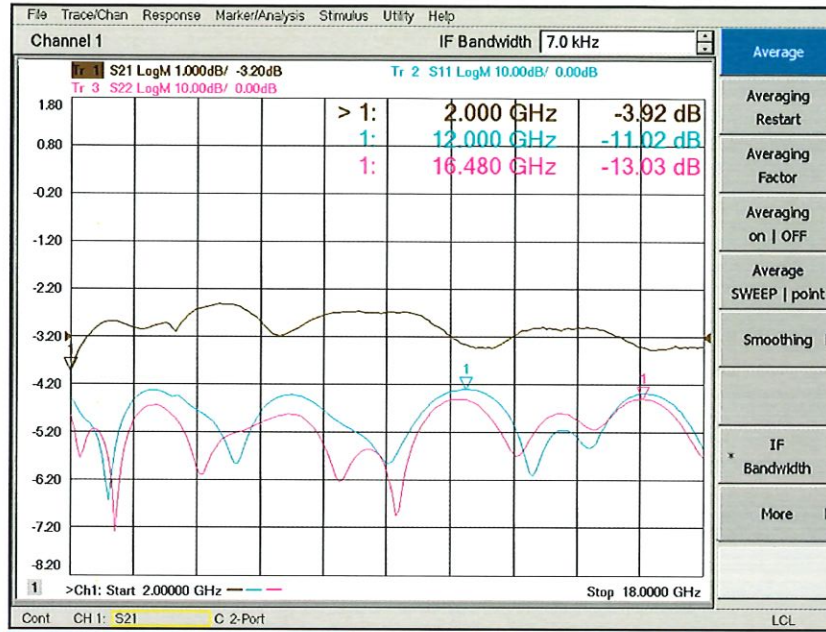 File Trace/Chan Response Marker/Analysis Stimulus Utility Help
Channel 1 IF Bandwidth 7.0 kHz
Tr 1 S21 LogM 1.000dB/ -3.20dB Tr 2 S11 LogM 10.00dB/ 0.00dB
Tr 3 S22 LogM 10.00dB/ 0.00dB
> 1: 2.000 GHz -3.92 dB
1: 12.000 GHz -11.02 dB
1: 16.480 GHz -13.03 dB
1.80
0.80
-0.20
-1.20
-2.20
-3.20
-4.20
-5.20
-6.20
-7.20
-8.20
1
1
1
1 >Ch1: Start 2.00000 GHz Stop 18.0000 GHz
Cont CH 1: S21 C 2-Port LCL
Average
Averaging
Restart
Averaging
Factor
Averaging
on | OFF
Average
SWEEP | point
Smoothing
* IF
Bandwidth
More